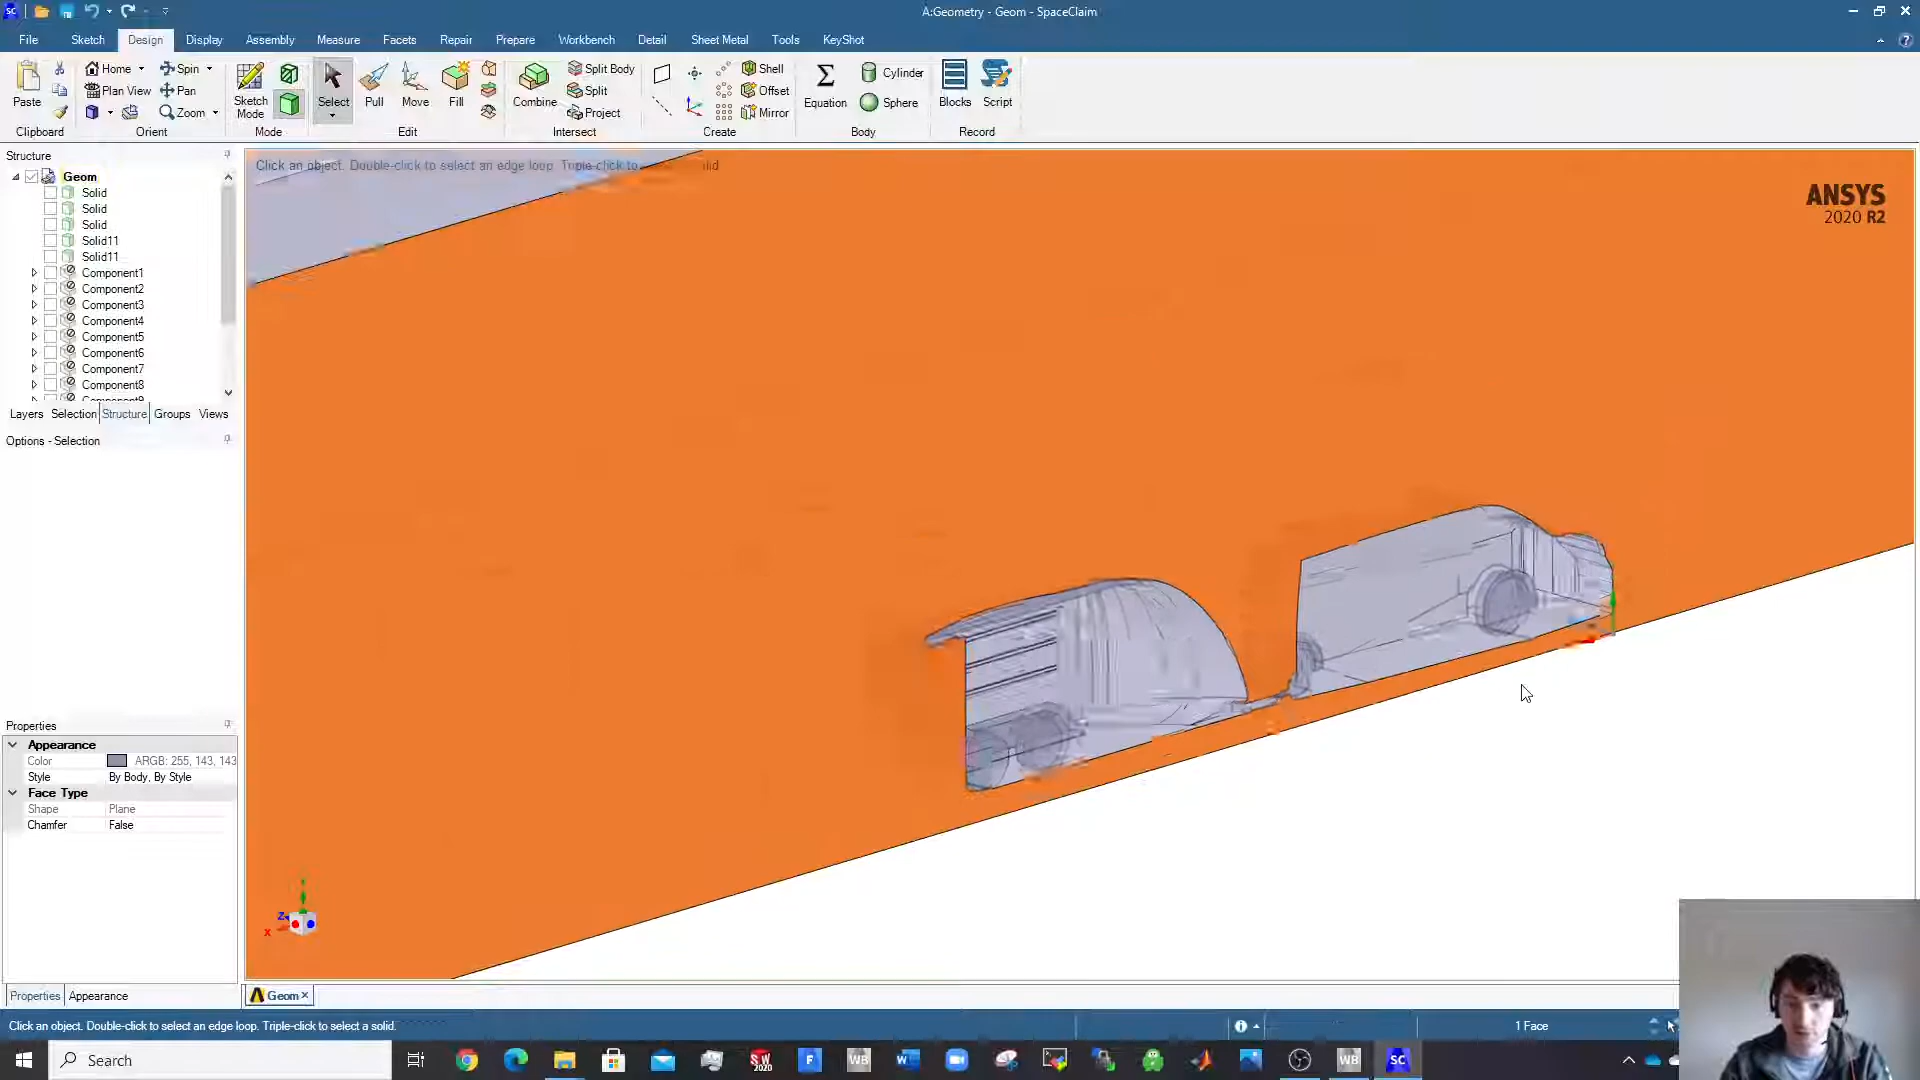 A:Geometry - Geom - SpaceClaim
File Sketch Design Display Assembly Measure Facets Repair Prepare Workbench Detail Sheet Metal Tools KeyShot
Paste
Home
Plan View
Spin
Pan
Zoom
Sketch Mode
Select
Pull
Move
Fill
Combine
Split Body
Split
Project
Shell
Offset
Mirror
Equation
Cylinder
Sphere
Blocks
Script
Clipboard Orient Mode Edit Intersect Create Body Record
Structure
Geom
Solid
Solid
Solid
Solid11
Solid11
Component1
Component2
Component3
Component4
Component5
Component6
Component7
Component8
Layers Selection Structure Groups Views
Options - Selection
Properties
Appearance
Color ARGB: 255, 143, 143
Style By Body, By Style
Face Type
Shape Plane
Chamfer False
Properties Appearance
Click an object. Double-click to select an edge loop. Triple-click to
ANSYS
2020 R2
Z
X
Geom
Click an object. Double-click to select an edge loop. Triple-click to select a solid.
1 Face
Search
SW
2020
F
WB
WB
SC